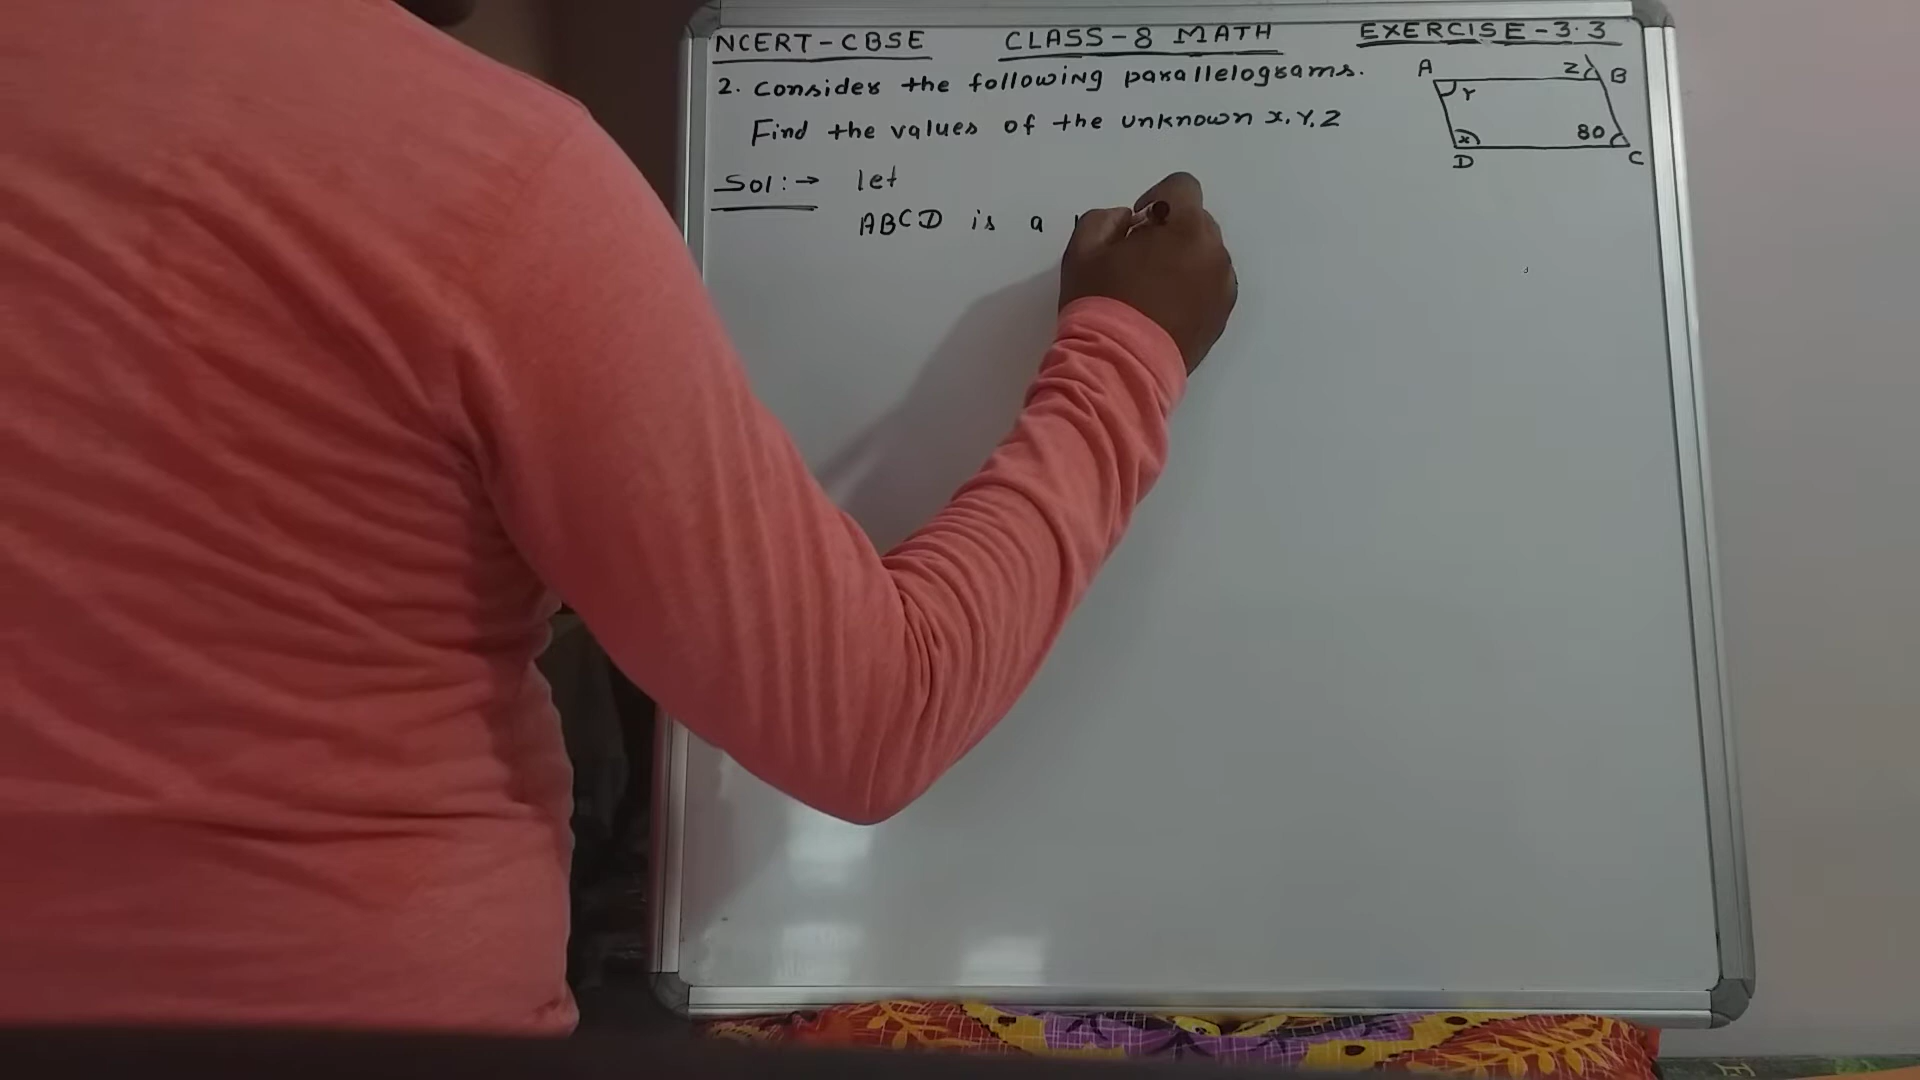 NCERT-CBSE CLASS-8 MATH EXERCISE-3.3
2. Consider the following parallelograms.
Find the values of the unknown x, Y, Z
Sol:→ let
ABCD is a
A Z B
Y
x 80
D C